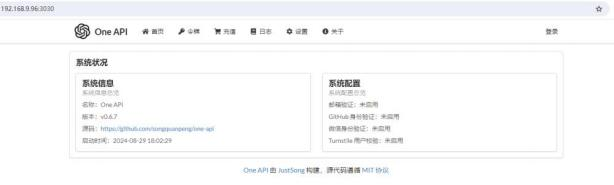 192.168.9.96:3030
One API 首页 令牌 充值 日志 设置 关于 登录
系统状况
系统信息
系统信息总览
名称：One API
版本：v0.6.7
源码：https://github.com/songquanpeng/one-api
启动时间：2024-08-29 18:02:29
系统配置
系统配置总览
邮箱验证：未启用
GitHub 身份验证：未启用
微信身份验证：未启用
Turnstile 用户校验：未启用
One API 由 JustSong 构建，源代码遵循 MIT 协议